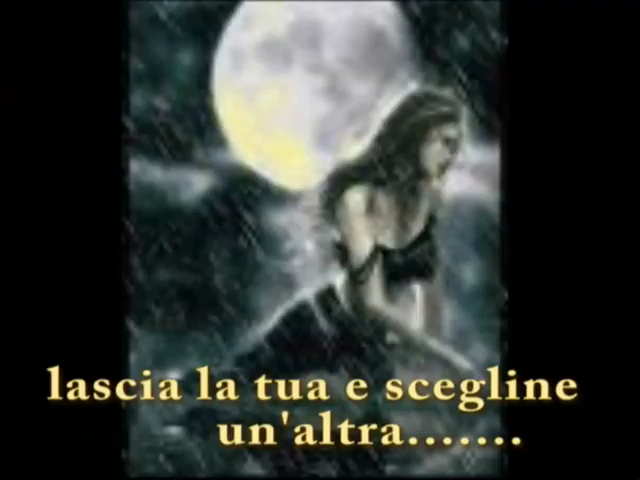 lascia la tua e scegline
un'altra.......